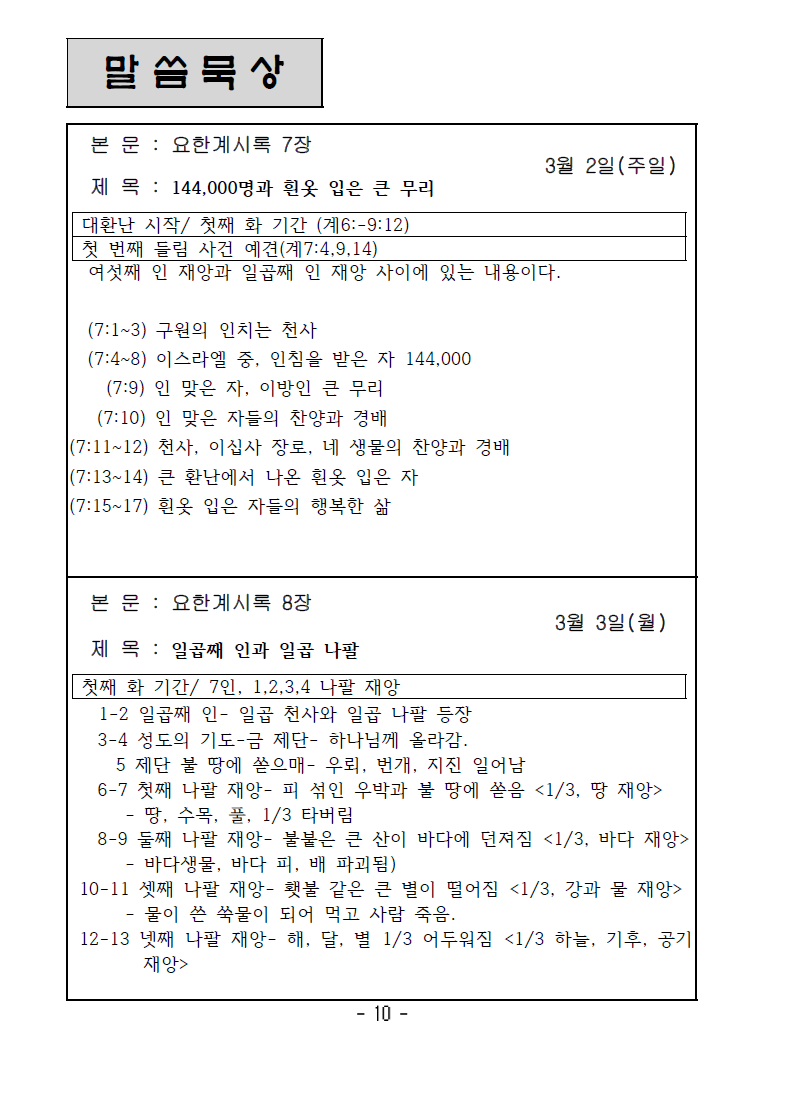 말씀묵상
본 문 : 요한계시록 7장
3월 2일(주일)
제 목 : 144,000명과 흰옷 입은 큰 무리
대환난 시작/ 첫째 화 기간 (계6:-9:12)
첫 번째 들림 사건 예견(계7:4,9,14)
여섯째 인 재앙과 일곱째 인 재앙 사이에 있는 내용이다.
(7:1~3) 구원의 인치는 천사
(7:4~8) 이스라엘 중, 인침을 받은 자 144,000
(7:9) 인 맞은 자, 이방인 큰 무리
(7:10) 인 맞은 자들의 찬양과 경배
(7:11~12) 천사, 이십사 장로, 네 생물의 찬양과 경배
(7:13~14) 큰 환난에서 나온 흰옷 입은 자
(7:15~17) 흰옷 입은 자들의 행복한 삶
본 문 : 요한계시록 8장
3월 3일(월)
제 목 : 일곱째 인과 일곱 나팔
첫째 화 기간/ 7인, 1,2,3,4 나팔 재앙
1-2 일곱째 인- 일곱 천사와 일곱 나팔 등장
3-4 성도의 기도-금 제단- 하나님께 올라감.
5 제단 불 땅에 쏟으매- 우뢰, 번개, 지진 일어남
6-7 첫째 나팔 재앙- 피 섞인 우박과 불 땅에 쏟음 <1/3, 땅 재앙>
- 땅, 수목, 풀, 1/3 타버림
8-9 둘째 나팔 재앙- 불붙은 큰 산이 바다에 던져짐 <1/3, 바다 재앙>
- 바다생물, 바다 피, 배 파괴됨)
10-11 셋째 나팔 재앙- 횃불 같은 큰 별이 떨어짐 <1/3, 강과 물 재앙>
- 물이 쓴 쑥물이 되어 먹고 사람 죽음.
12-13 넷째 나팔 재앙- 해, 달, 별 1/3 어두워짐 <1/3 하늘, 기후, 공기
재앙>
- 10 -